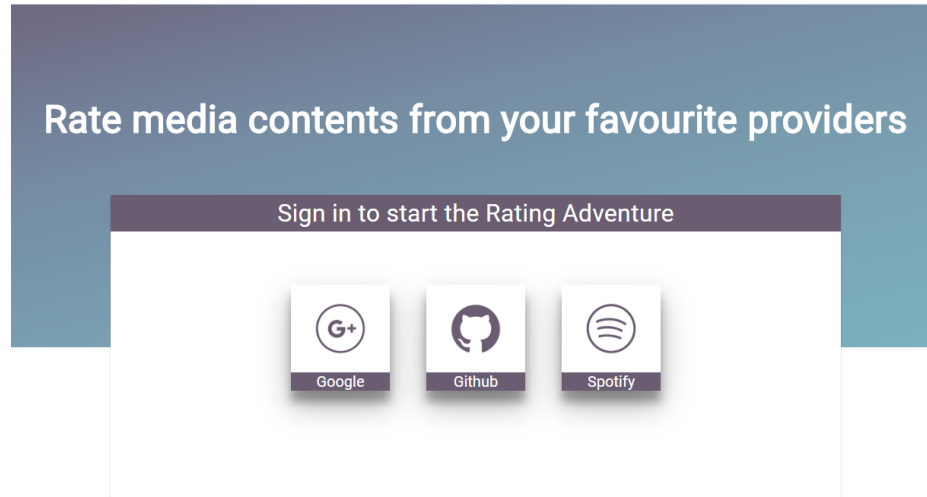 Rate media contents from your favourite providers
Sign in to start the Rating Adventure
G+
Google
Github
Spotify